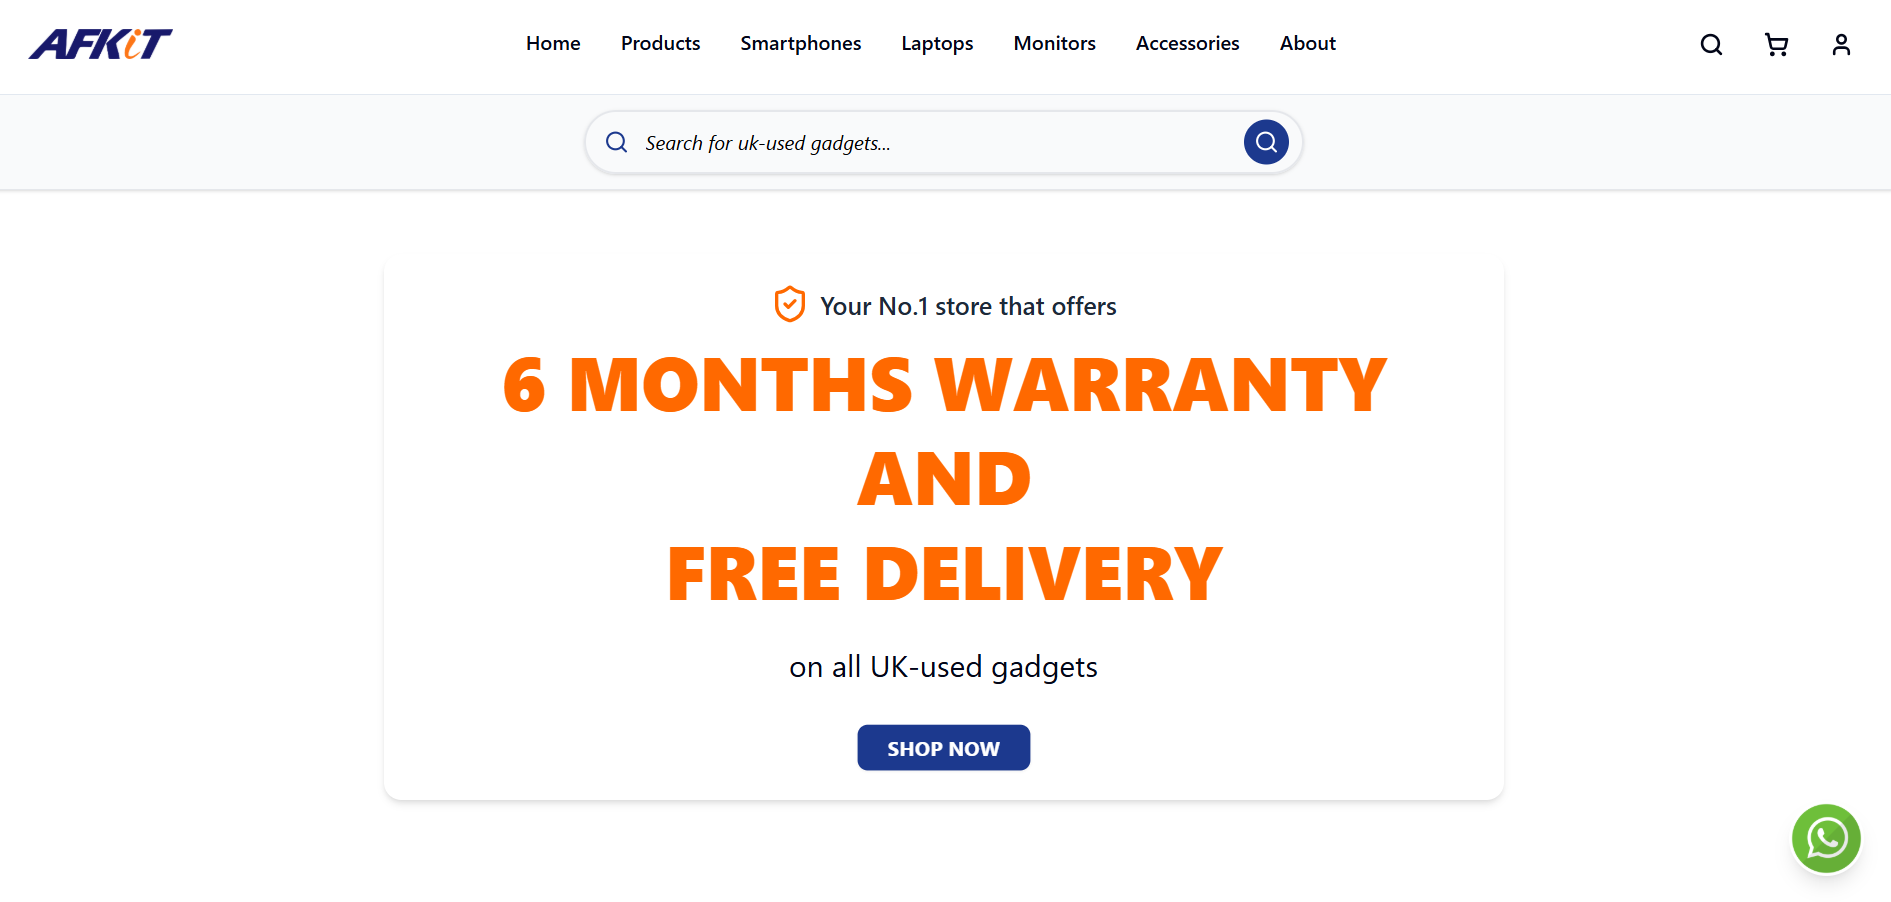 AFKiT
Home Products Smartphones Laptops Monitors Accessories About
Search for uk-used gadgets...
Your No.1 store that offers
6 MONTHS WARRANTY
AND
FREE DELIVERY
on all UK-used gadgets
SHOP NOW